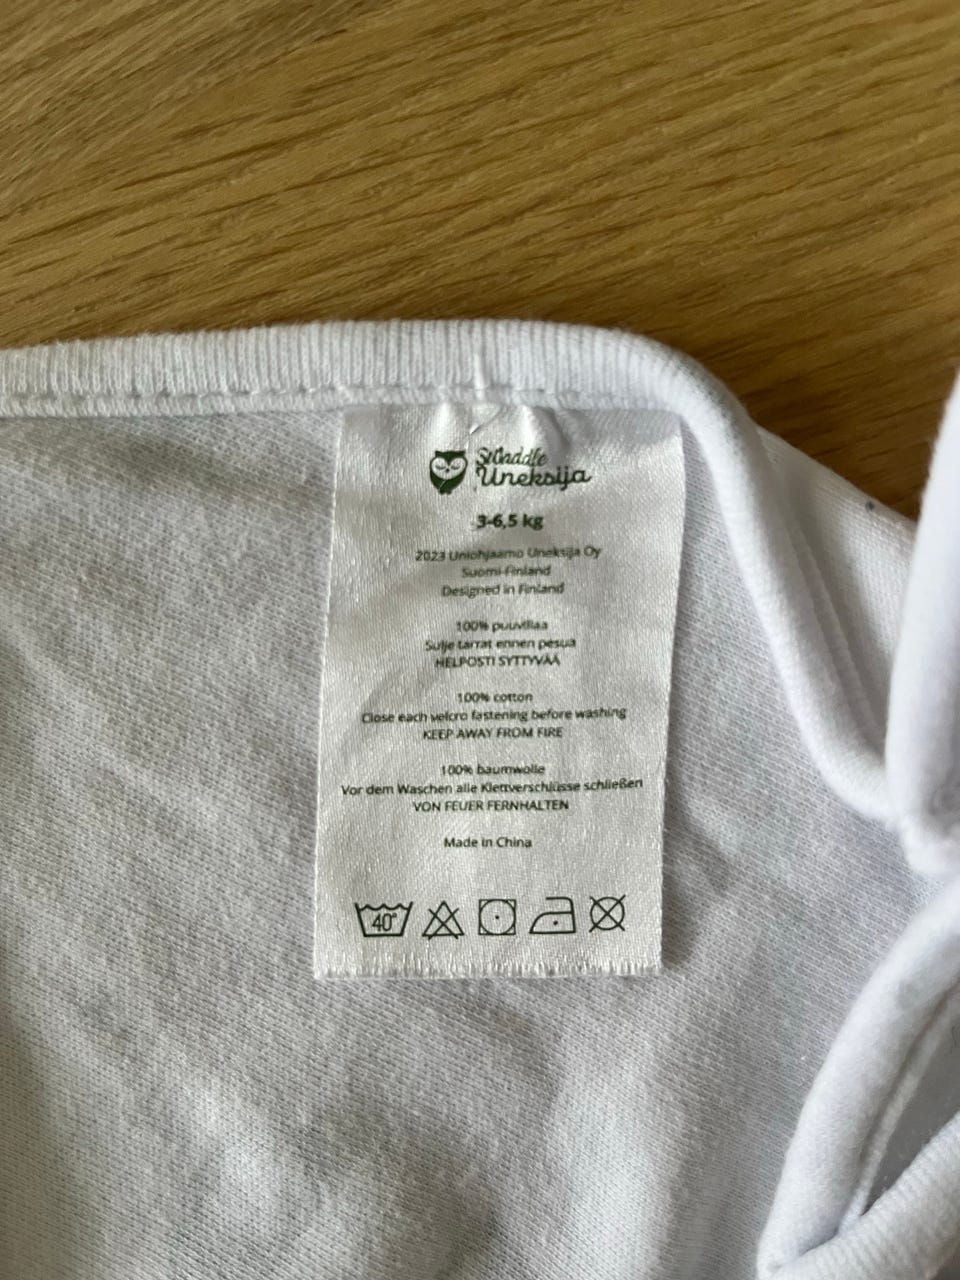 Swaddle
Uneksija
3-6,5 kg
2023 Uniohjaamo Uneksija Oy
Suomi-Finland
Designed in Finland
100% puuvillaa
Sulje tarrat ennen pesua
HELPOSTI SYTTYVÄÄ
100% cotton
Close each velcro fastening before washing
KEEP AWAY FROM FIRE
100% baumwolle
Vor dem Waschen alle Klettverschlüsse schließen
VON FEUER FERNHALTEN
Made in China
40°